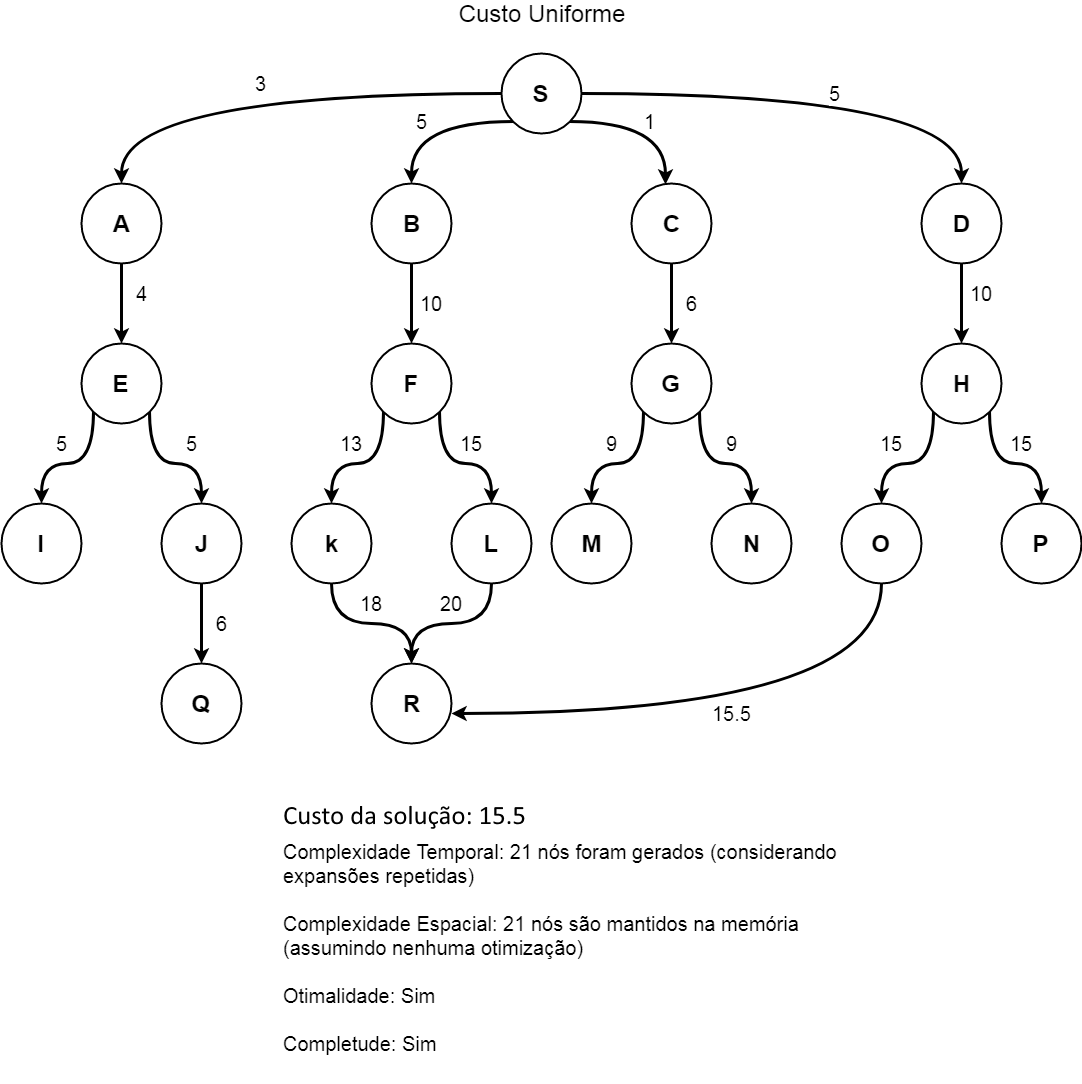 Custo Uniforme
S
3
5
1
5
A
B
C
D
4
10
6
10
E
F
G
H
5
5
13
15
9
9
15
15
I
J
k
L
M
N
O
P
6
18
20
Q
R
15.5
Custo da solução: 15.5
Complexidade Temporal: 21 nós foram gerados (considerando
expansões repetidas)
Complexidade Espacial: 21 nós são mantidos na memória
(assumindo nenhuma otimização)
Otimalidade: Sim
Completude: Sim